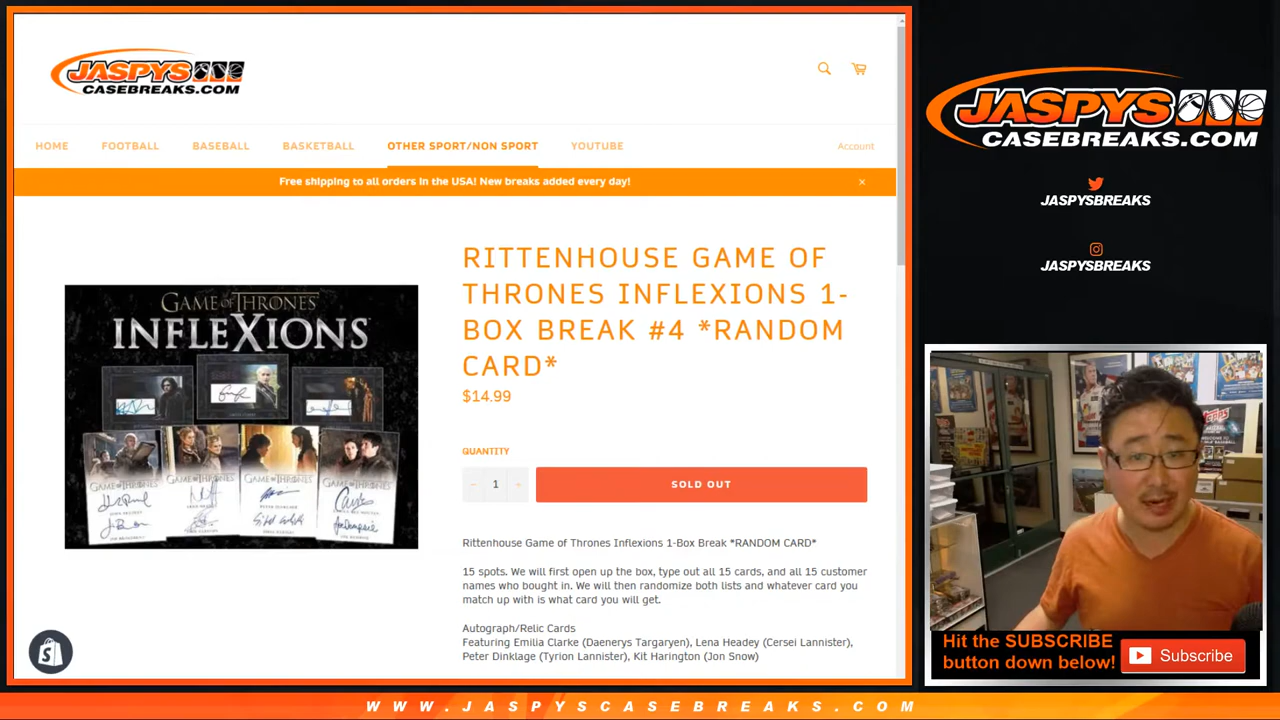 JASPYS
CASEBREAKS.COM
HOME
FOOTBALL
BASEBALL
BASKETBALL
OTHER SPORT/NON SPORT
YOUTUBE
Account
Free shipping to all orders in the USA! New breaks added every day!
×
GAME OF THRONES
INFLEXIONS
RITTENHOUSE GAME OF
THRONES INFLEXIONS 1-
BOX BREAK #4 *RANDOM
CARD*
$14.99
QUANTITY
− 1 +
SOLD OUT
Rittenhouse Game of Thrones Inflexions 1-Box Break *RANDOM CARD*
15 spots. We will first open up the box, type out all 15 cards, and all 15 customer
names who bought in. We will then randomize both lists and whatever card you
match up with is what card you will get.
Autograph/Relic Cards
Featuring Emilia Clarke (Daenerys Targaryen), Lena Headey (Cersei Lannister),
Peter Dinklage (Tyrion Lannister), Kit Harington (Jon Snow)
JASPYS
CASEBREAKS.COM
JASPYSBREAKS
JASPYSBREAKS
TOPPS
Hit the SUBSCRIBE
button down below!
Subscribe
WWW.JASPYSCASEBREAKS.COM